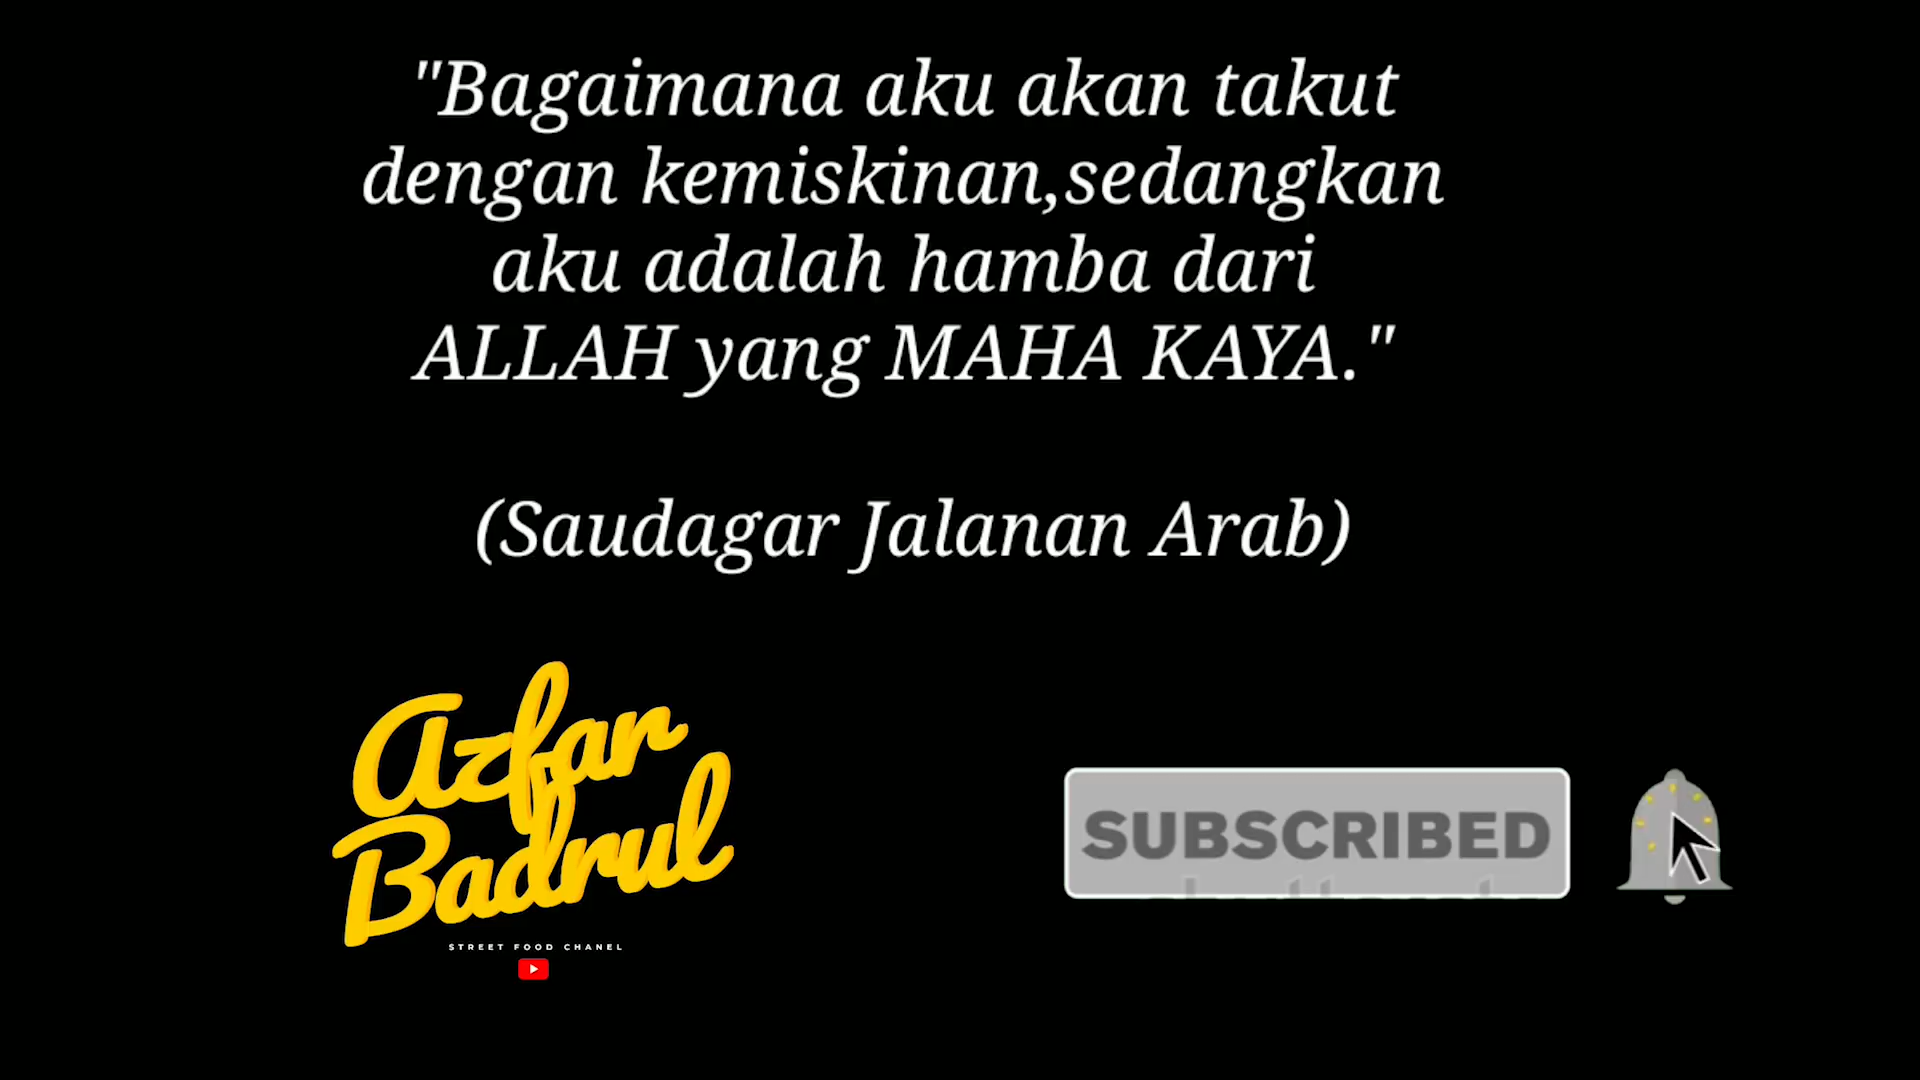 "Bagaimana aku akan takut
dengan kemiskinan,sedangkan
aku adalah hamba dari
ALLAH yang MAHA KAYA."
(Saudagar Jalanan Arab)
Azfar
Badrul
STREET FOOD CHANEL
SUBSCRIBED